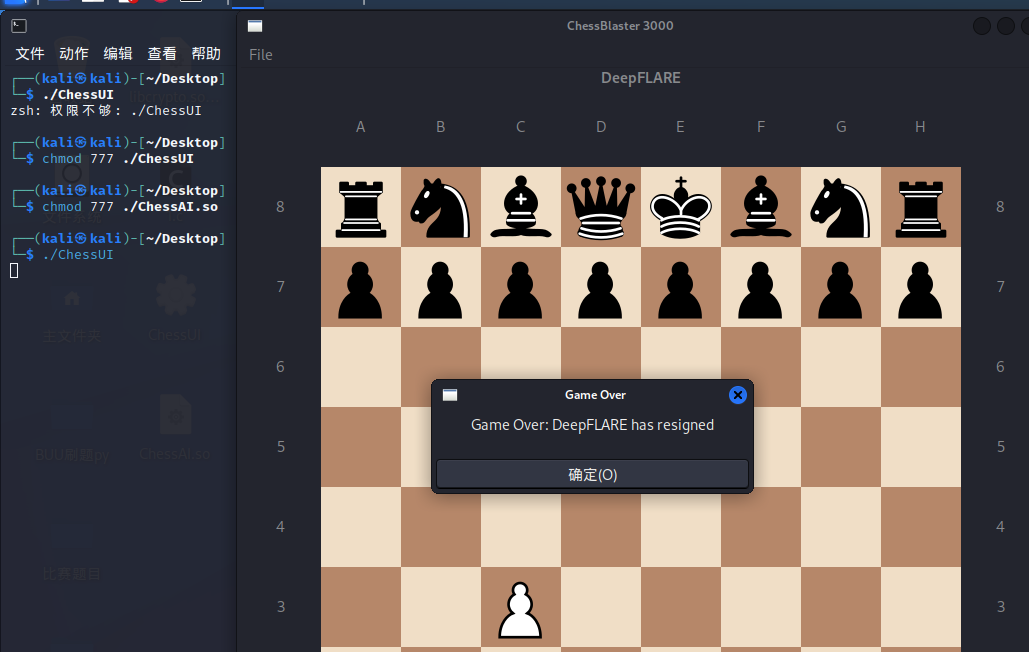 ChessBlaster 3000
文件 动作 编辑 查看 帮助
File
┌──(kali㉿kali)-[~/Desktop]
└─$ ./ChessUI
zsh: 权限不够: ./ChessUI
┌──(kali㉿kali)-[~/Desktop]
└─$ chmod 777 ./ChessUI
┌──(kali㉿kali)-[~/Desktop]
└─$ chmod 777 ./ChessAI.so
┌──(kali㉿kali)-[~/Desktop]
└─$ ./ChessUI
主文件夹
ChessUI
BUU刷题py
ChessAI.so
比赛题目
DeepFLARE
A B C D E F G H
8 8
7 7
6 6
Game Over
Game Over: DeepFLARE has resigned
5 5
确定(O)
4 4
3 3